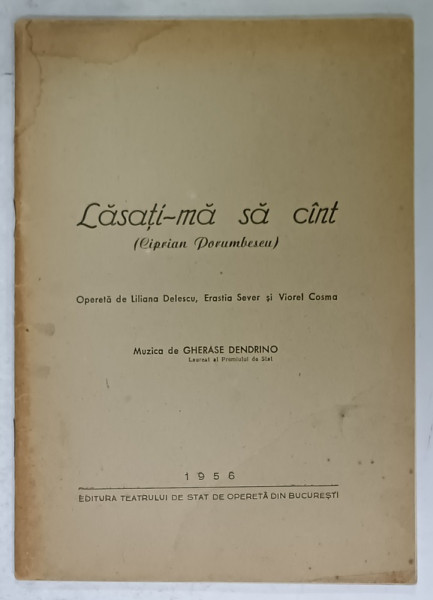 Lăsați-mă să cînt
(Ciprian Porumbescu)
Operetă de Liliana Delescu, Erastia Sever și Viorel Cosma
Muzica de GHERASE DENDRINO
Laureat al Premiului de Stat
1956
EDITURA TEATRULUI DE STAT DE OPERETĂ DIN BUCUREȘTI